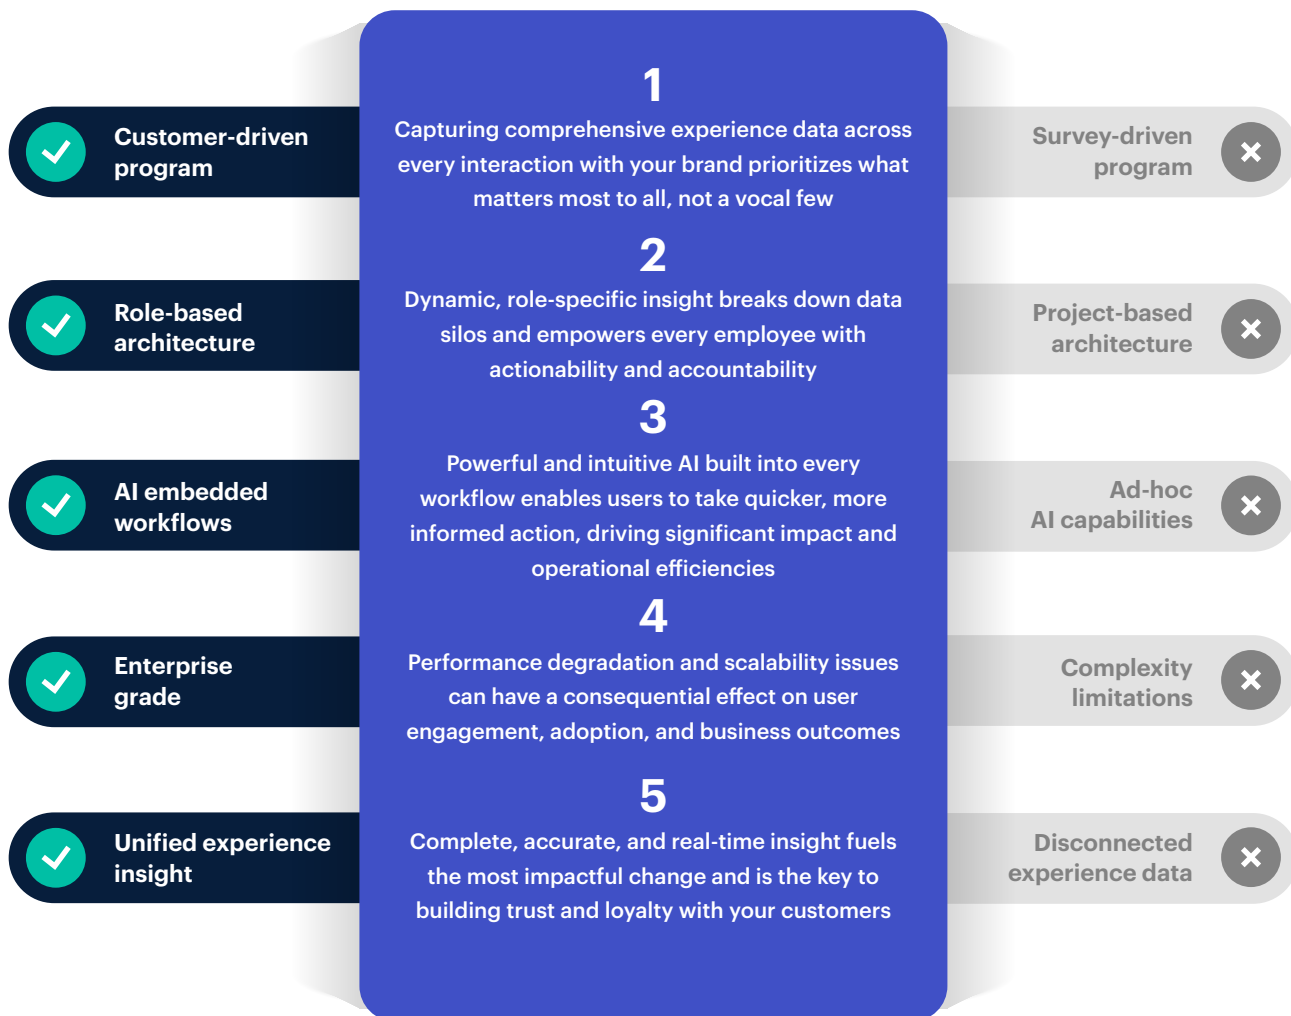 1
Customer-driven
program
Capturing comprehensive experience data across
every interaction with your brand prioritizes what
matters most to all, not a vocal few
Survey-driven
program
2
Role-based
architecture
Dynamic, role-specific insight breaks down data
silos and empowers every employee with
actionability and accountability
Project-based
architecture
3
AI embedded
workflows
Powerful and intuitive AI built into every
workflow enables users to take quicker, more
informed action, driving significant impact and
operational efficiencies
Ad-hoc
AI capabilities
4
Enterprise
grade
Performance degradation and scalability issues
can have a consequential effect on user
engagement, adoption, and business outcomes
Complexity
limitations
5
Unified experience
insight
Complete, accurate, and real-time insight fuels
the most impactful change and is the key to
building trust and loyalty with your customers
Disconnected
experience data